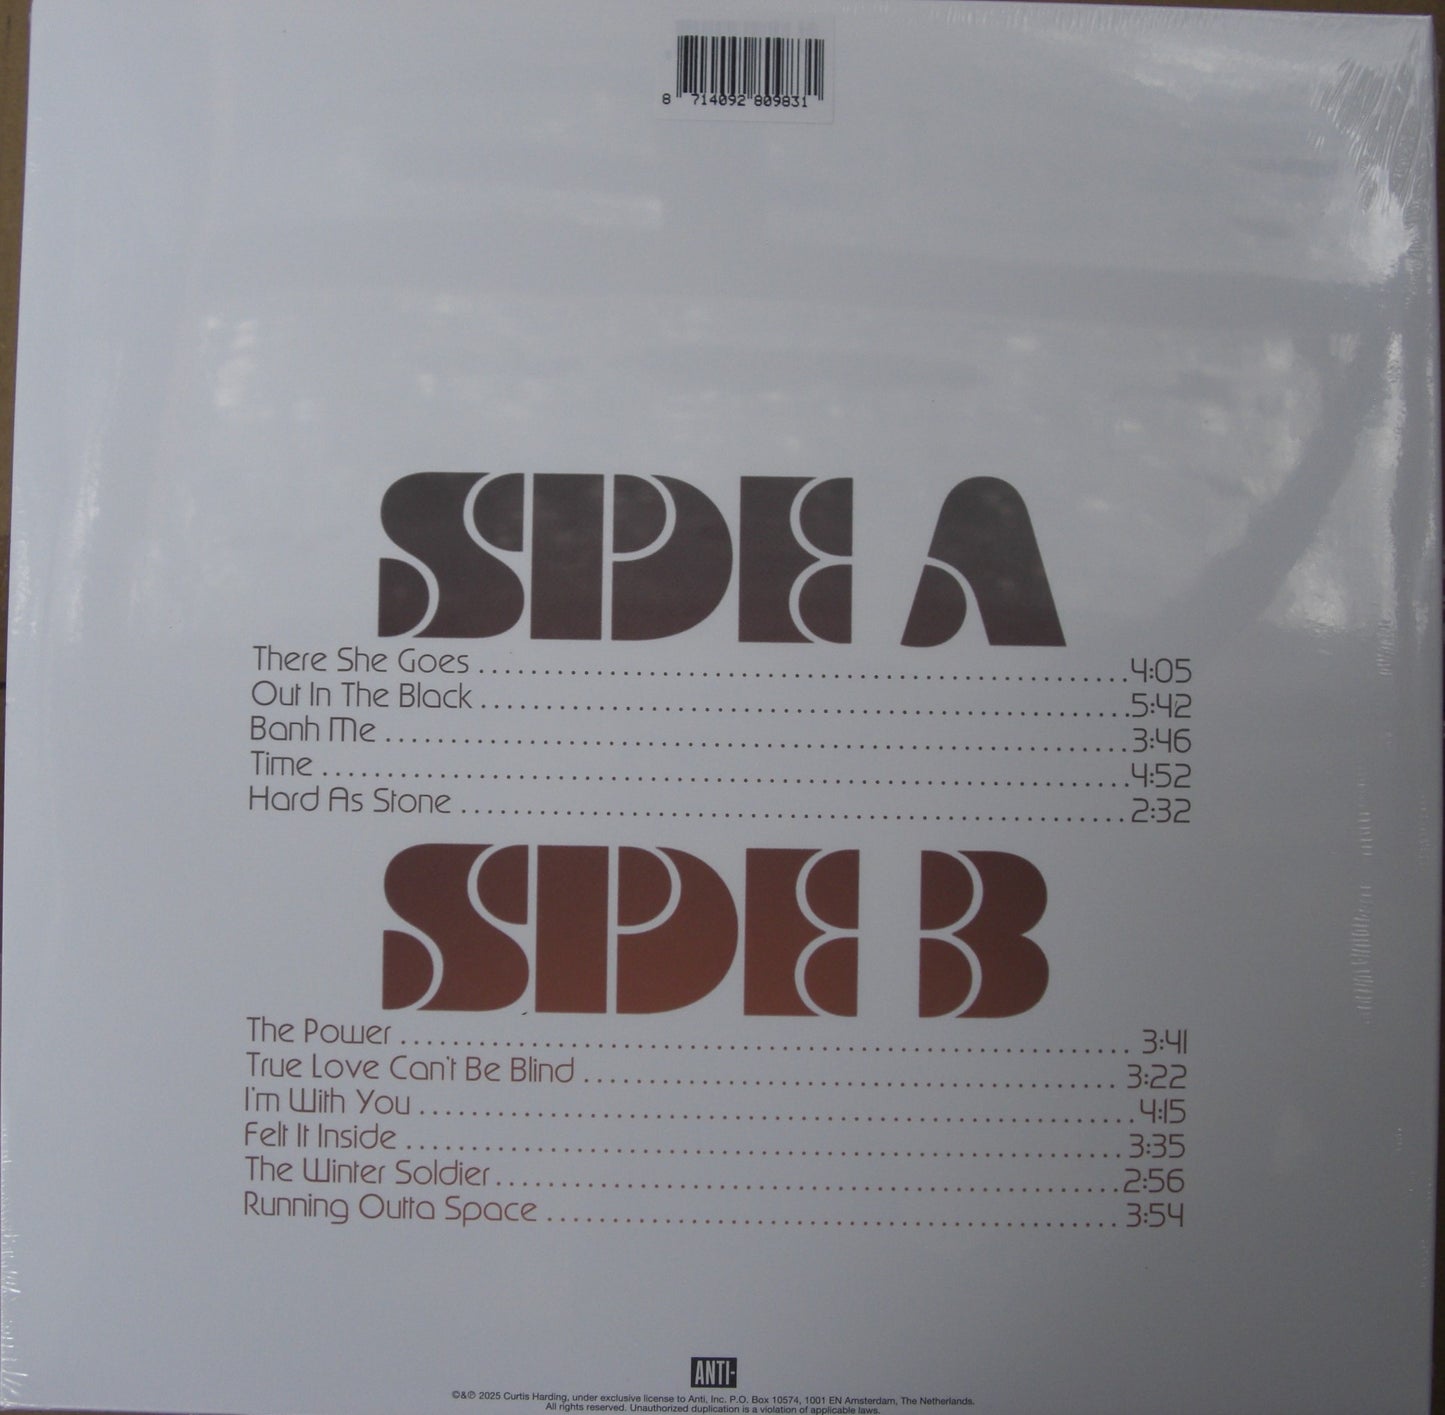 8 714092 809831
SIDE A
There She Goes 4:05
Out In The Black 5:42
Banh Me 3:46
Time 4:52
Hard As Stone 2:32
SIDE B
The Power 3:41
True Love Can't Be Blind 3:22
I'm With You 4:15
Felt It Inside 3:35
The Winter Soldier 2:56
Running Outta Space 3:54
ANTI-
©&℗ 2025 Curtis Harding, under exclusive license to Anti, Inc. P.O. Box 10574, 1001 EN Amsterdam, The Netherlands.
All rights reserved. Unauthorized duplication is a violation of applicable laws.